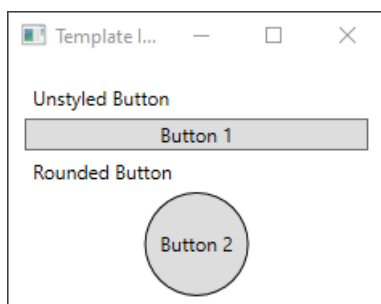 Template I...
Unstyled Button
Button 1
Rounded Button
Button 2